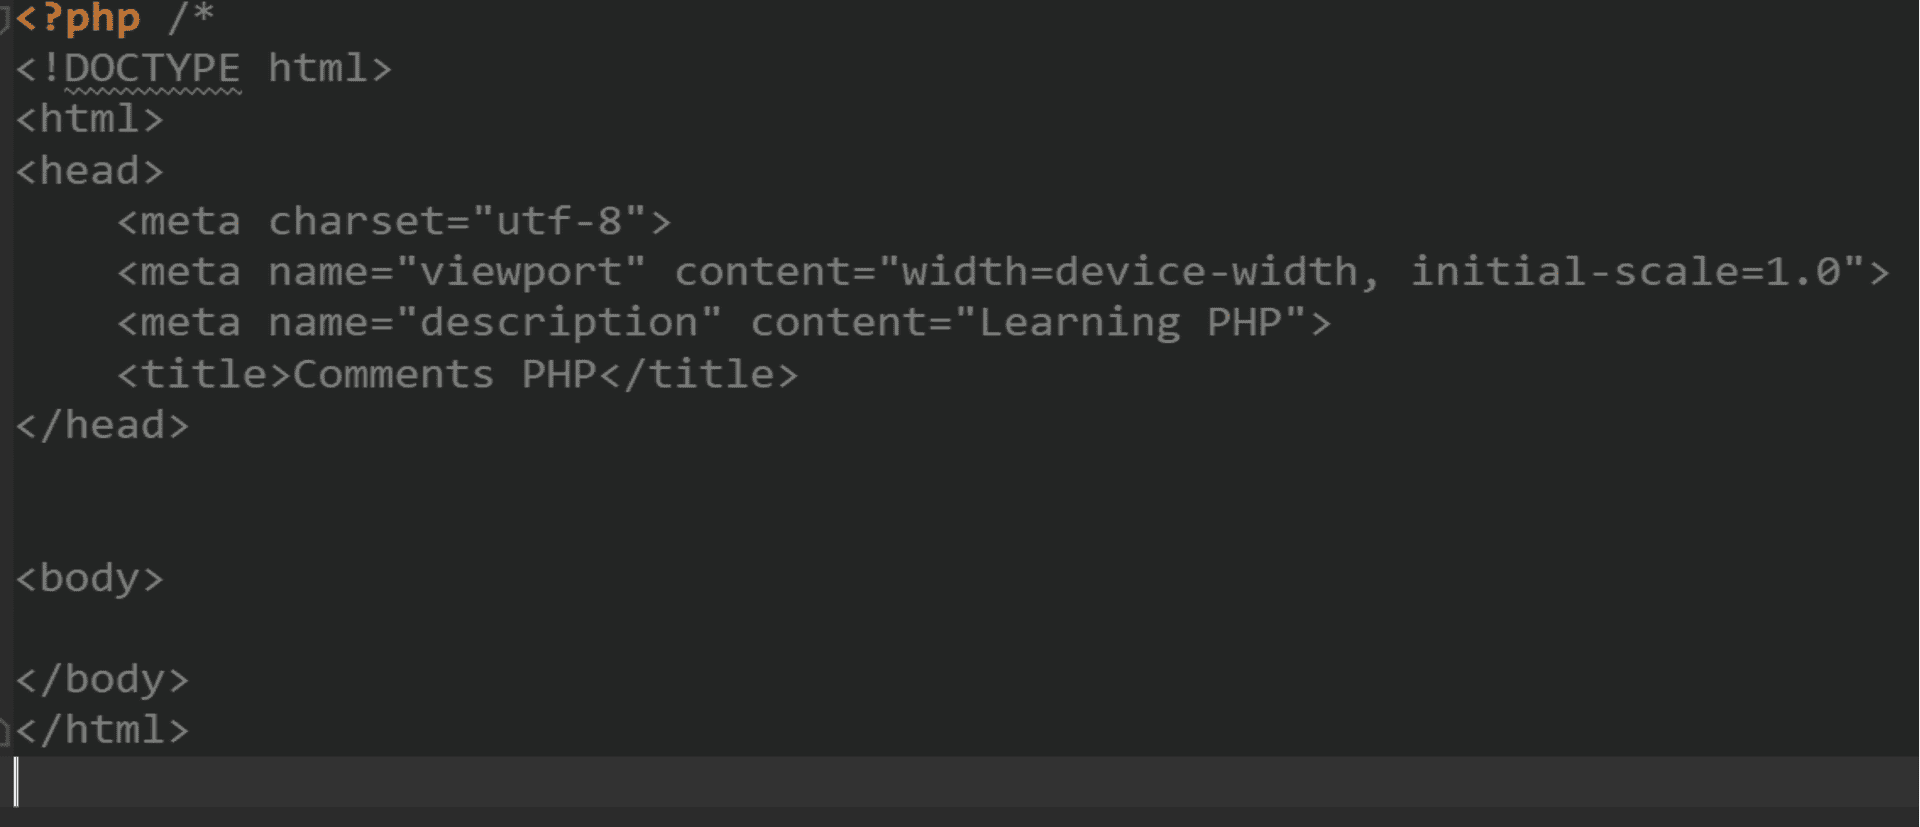 <?php /*
<!DOCTYPE html>
<html>
<head>
    <meta charset="utf-8">
    <meta name="viewport" content="width=device-width, initial-scale=1.0">
    <meta name="description" content="Learning PHP">
    <title>Comments PHP</title>
</head>
<body>
</body>
</html>